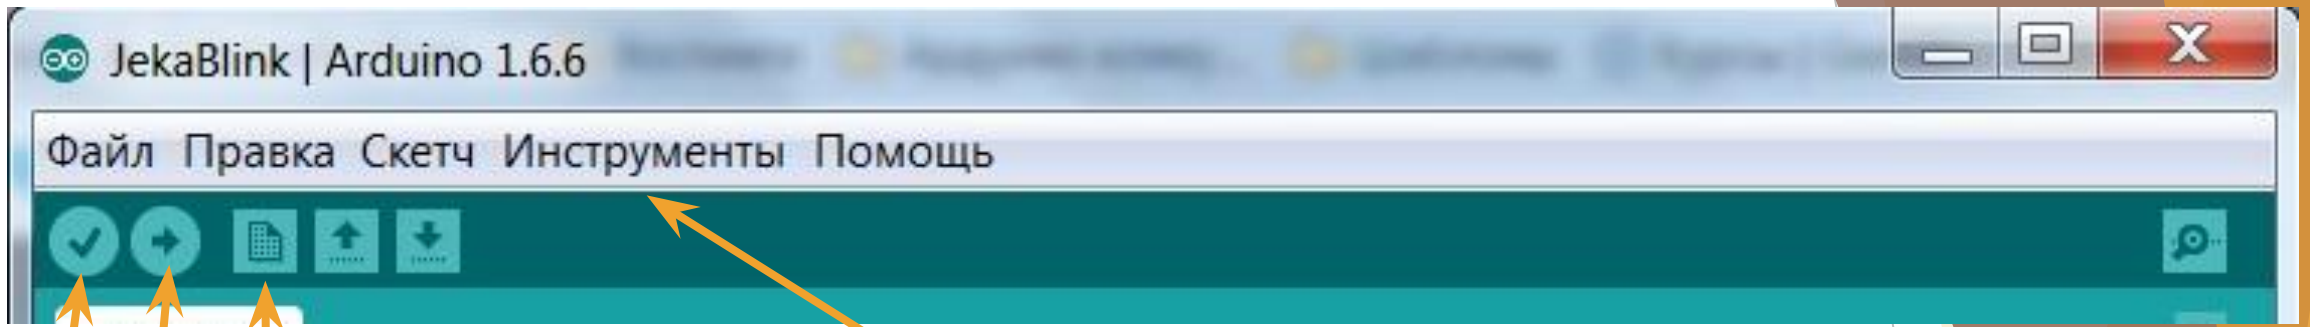 JekaBlink | Arduino 1.6.6
Файл Правка Скетч Инструменты Помощь